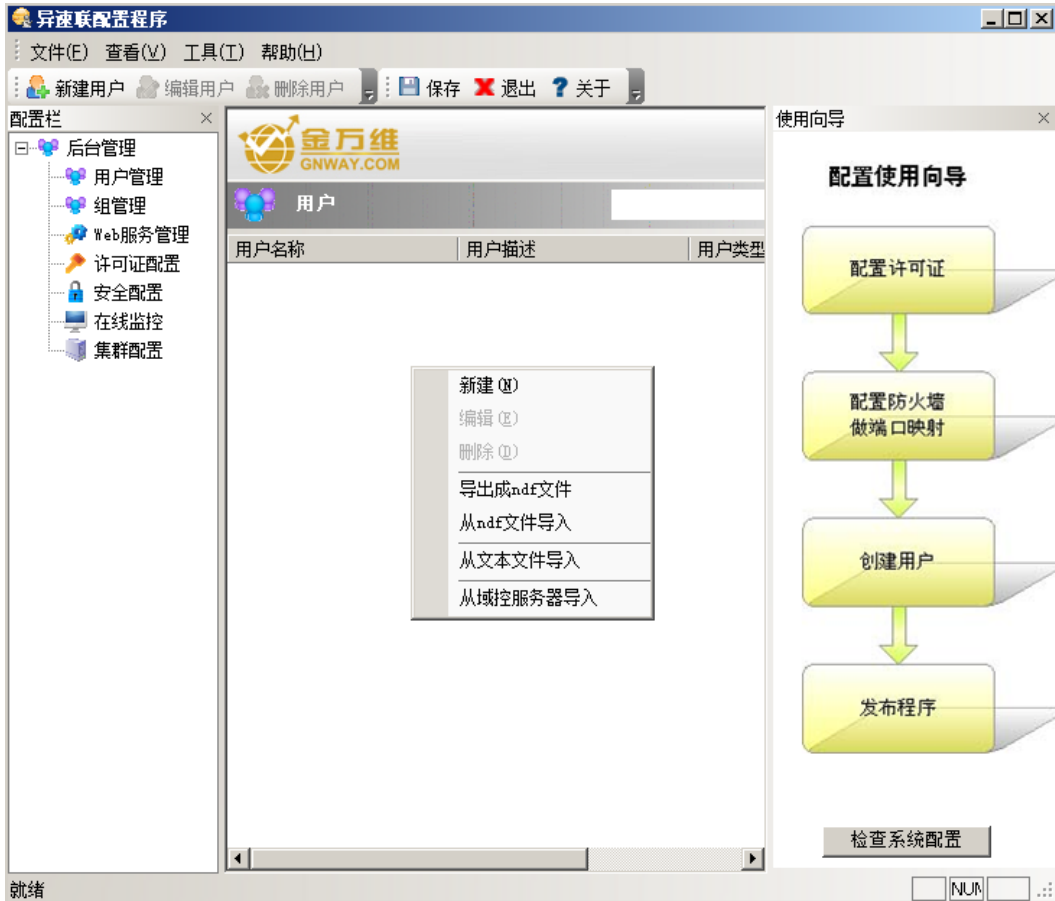 异速联配置程序
文件(F) 查看(V) 工具(T) 帮助(H)
新建用户 编辑用户 删除用户 保存 退出 ? 关于
配置栏
后台管理
用户管理
组管理
Web服务管理
许可证配置
安全配置
在线监控
集群配置
金万维
GNWAY.COM
用户
用户名称 用户描述 用户类型
新建(N)
编辑(E)
删除(D)
导出成ndf文件
从ndf文件导入
从文本文件导入
从域控服务器导入
使用向导
配置使用向导
配置许可证
配置防火墙
做端口映射
创建用户
发布程序
检查系统配置
就绪
NUM